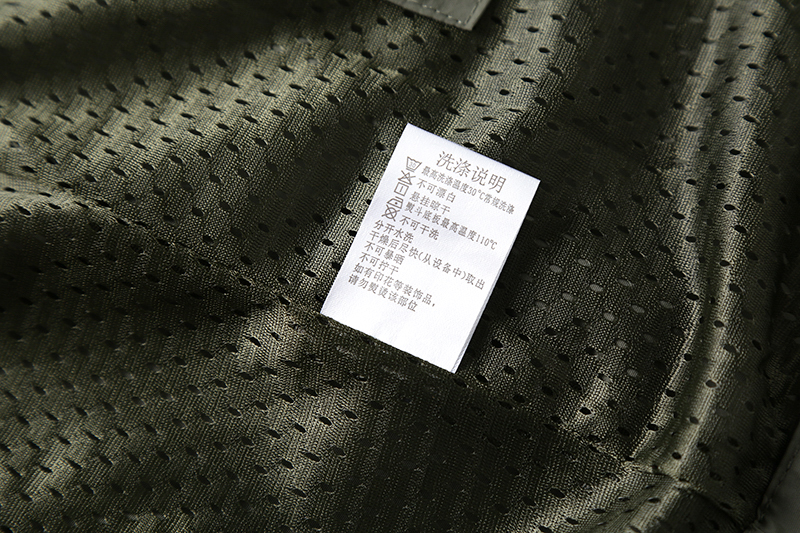 洗涤说明
最高洗涤温度30℃常规洗涤
不可漂白
悬挂晾干
熨斗底板最高温度110℃
不可干洗
分开水洗
干燥后尽快(从设备中)取出
不可暴晒
不可拧干
如有印花等装饰品,
请勿熨烫该部位